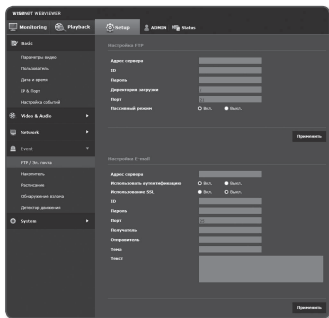 WISENET WEBVIEWER
Monitoring Playback Setup ADMIN Status
Basic
Параметры видео
Пользователь
Дата и время
IP & Порт
Настройка событий
Video & Audio
Network
Event
FTP / Эл. почта
Накопитель
Расписание
Обнаружение взлома
Детектор движения
System
Настройки FTP
Адрес сервера
ID
Пароль
Директория загрузки
Порт
Пассивный режим Вкл. Выкл.
Применить
Настройка E-mail
Адрес сервера
Использовать аутентификацию Вкл. Выкл.
Использование SSL Вкл. Выкл.
ID
Пароль
Порт
Получатель
Отправитель
Тема
Текст
Применить